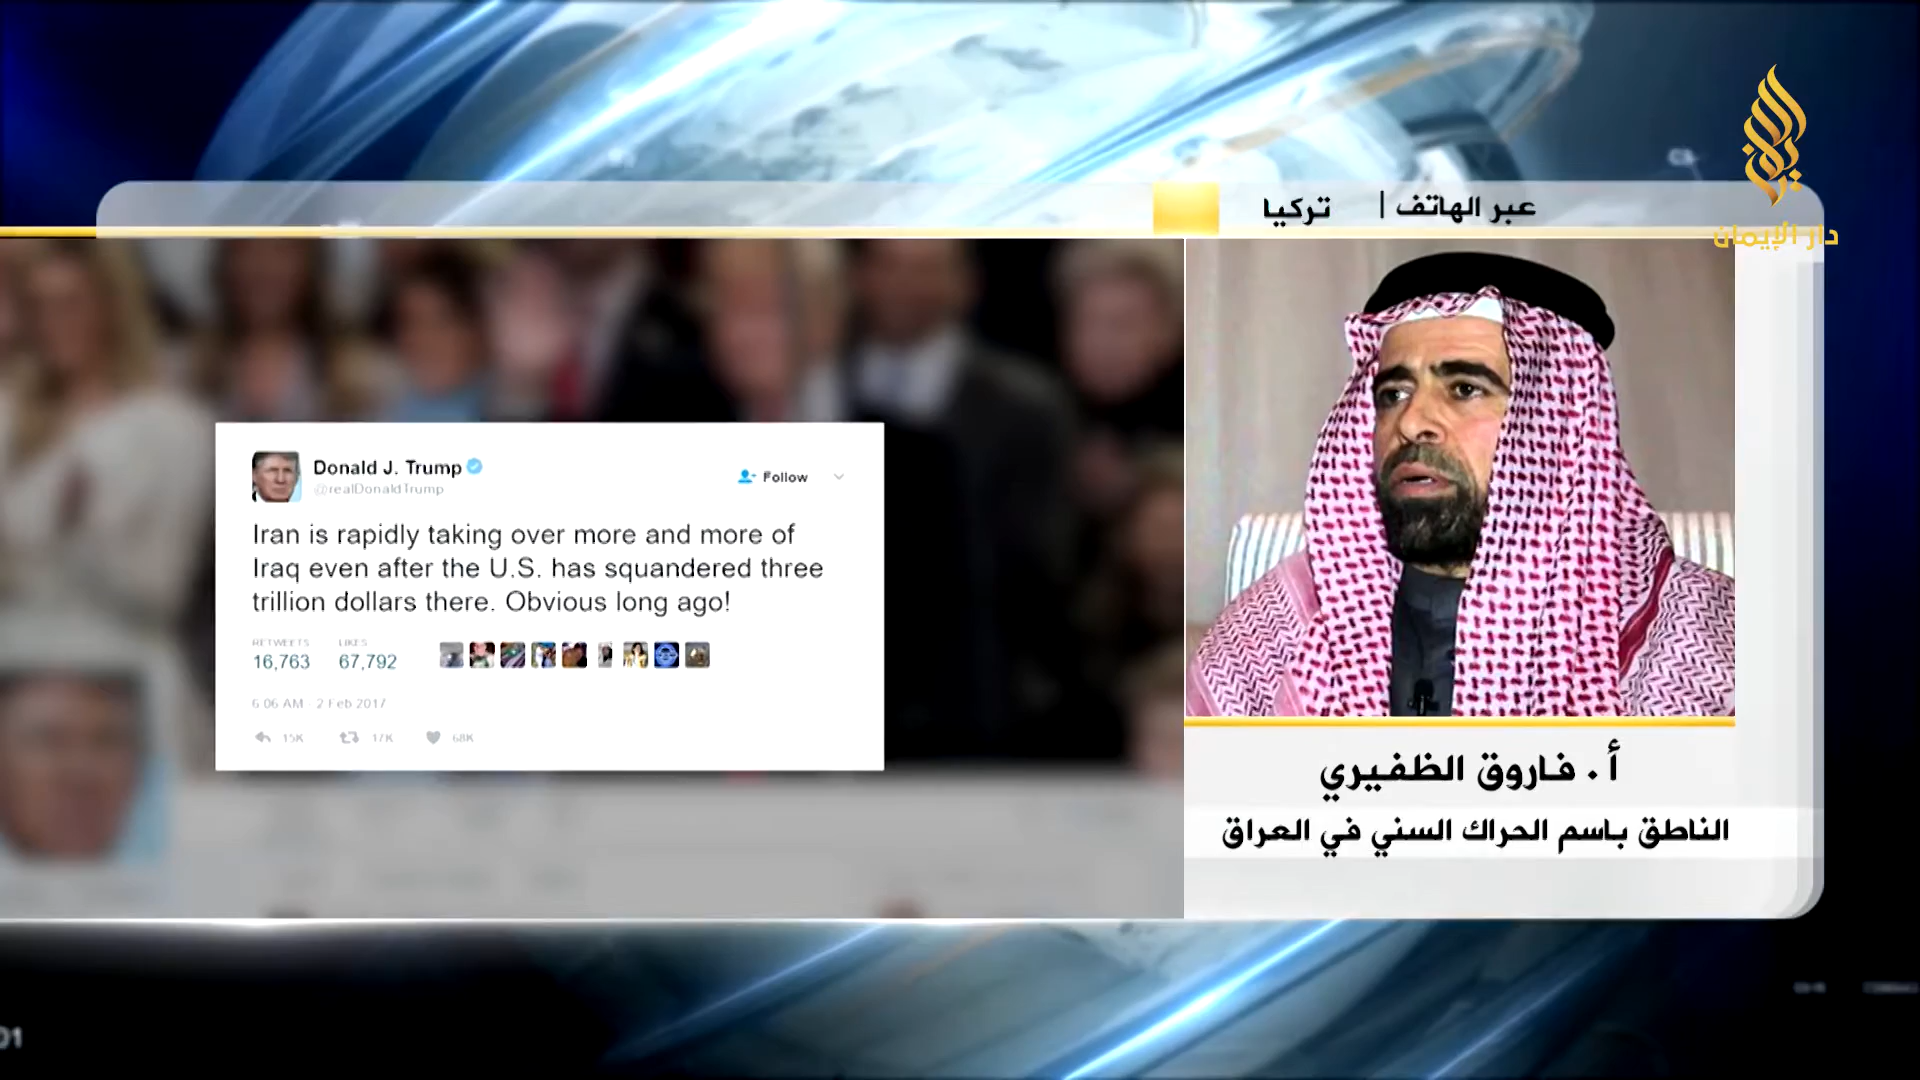 عبر الهاتف | تركيا
دار الإيمان
Donald J. Trump
@realDonaldTrump
Follow
Iran is rapidly taking over more and more of
Iraq even after the U.S. has squandered three
trillion dollars there. Obvious long ago!
RETWEETS LIKES
16,763 67,792
6:06 AM - 2 Feb 2017
15K 17K 68K
أ . فاروق الظفيري
الناطق باسم الحراك السني في العراق
01